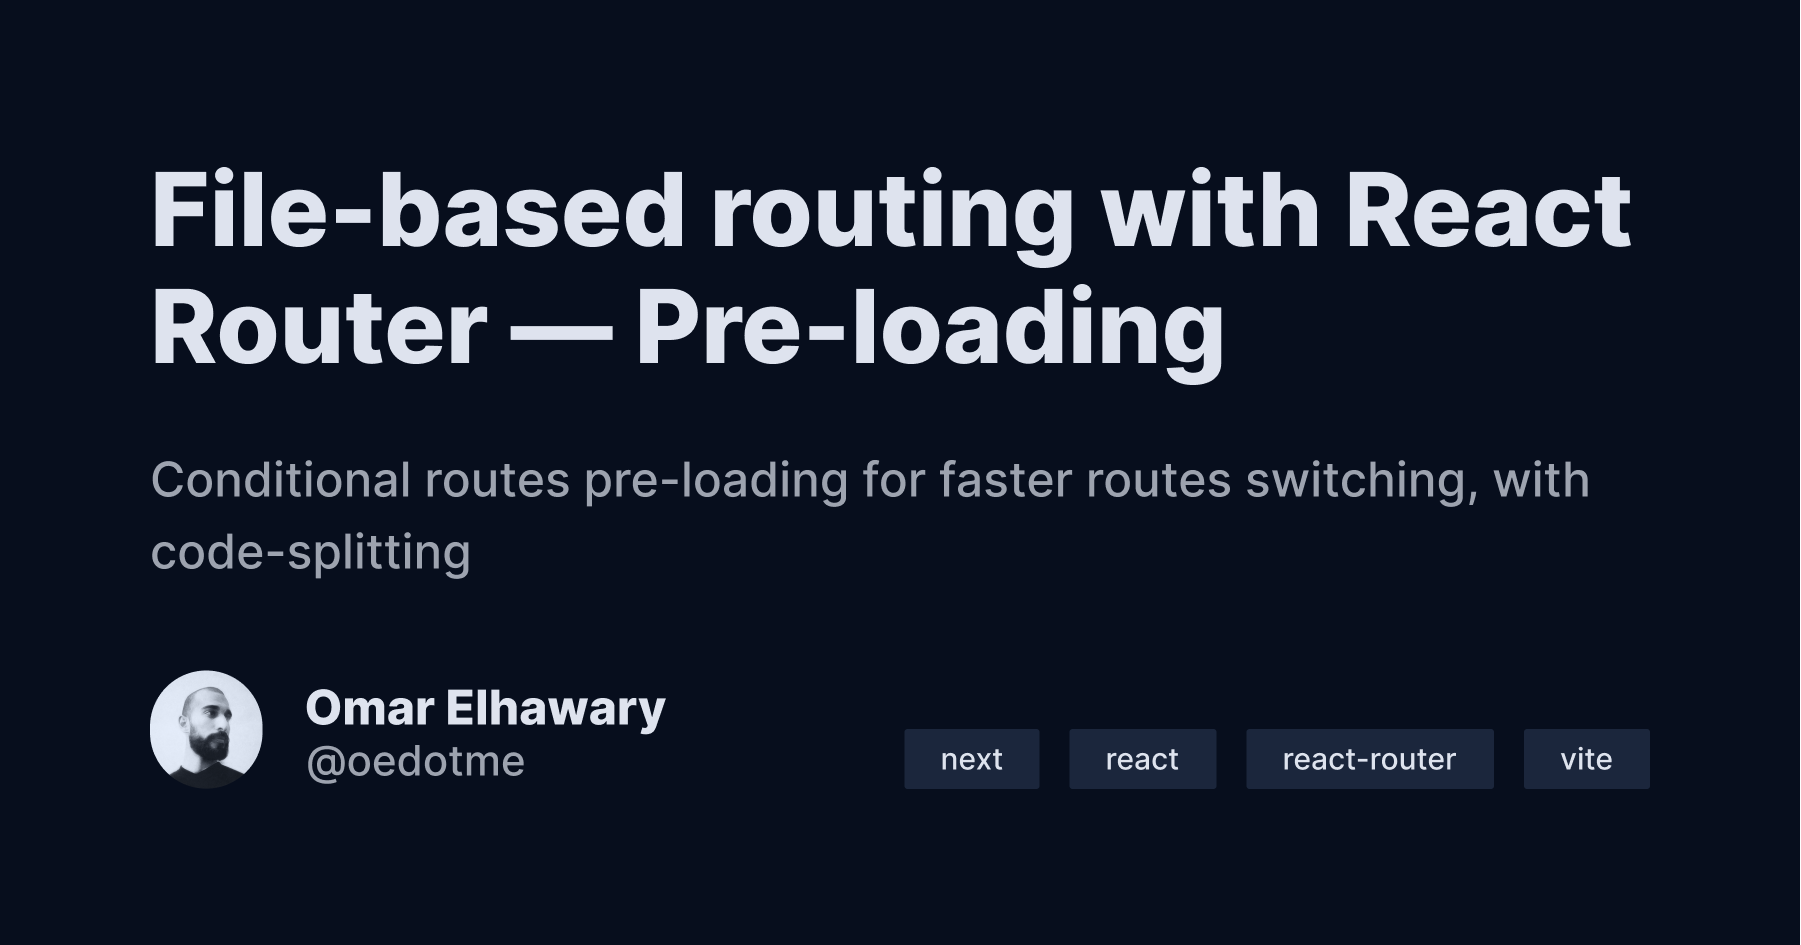 File-based routing with React
Router — Pre-loading
Conditional routes pre-loading for faster routes switching, with
code-splitting
Omar Elhawary
@oedotme
next
react
react-router
vite